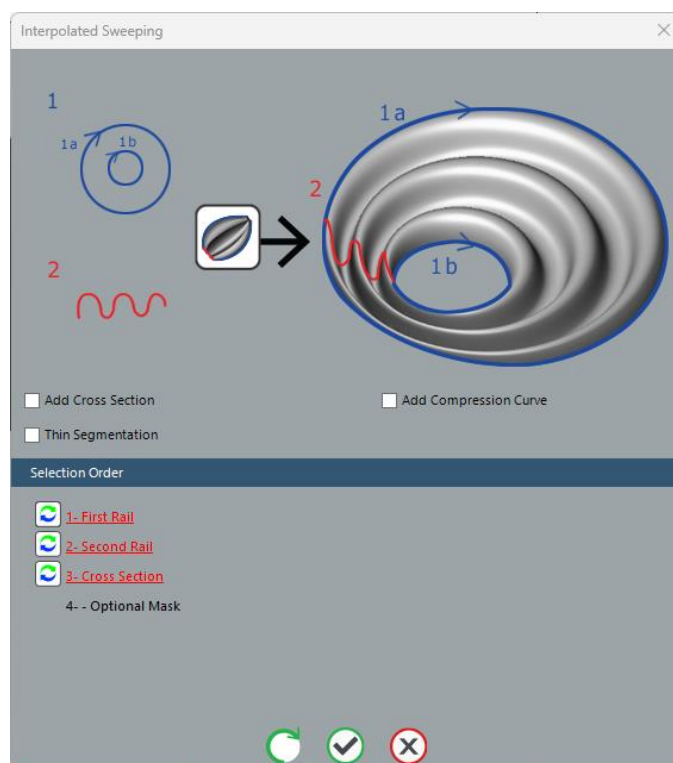 Interpolated Sweeping
1
1a
1b
2
1a
2
1b
Add Cross Section
Add Compression Curve
Thin Segmentation
Selection Order
1- First Rail
2- Second Rail
3- Cross Section
4- - Optional Mask